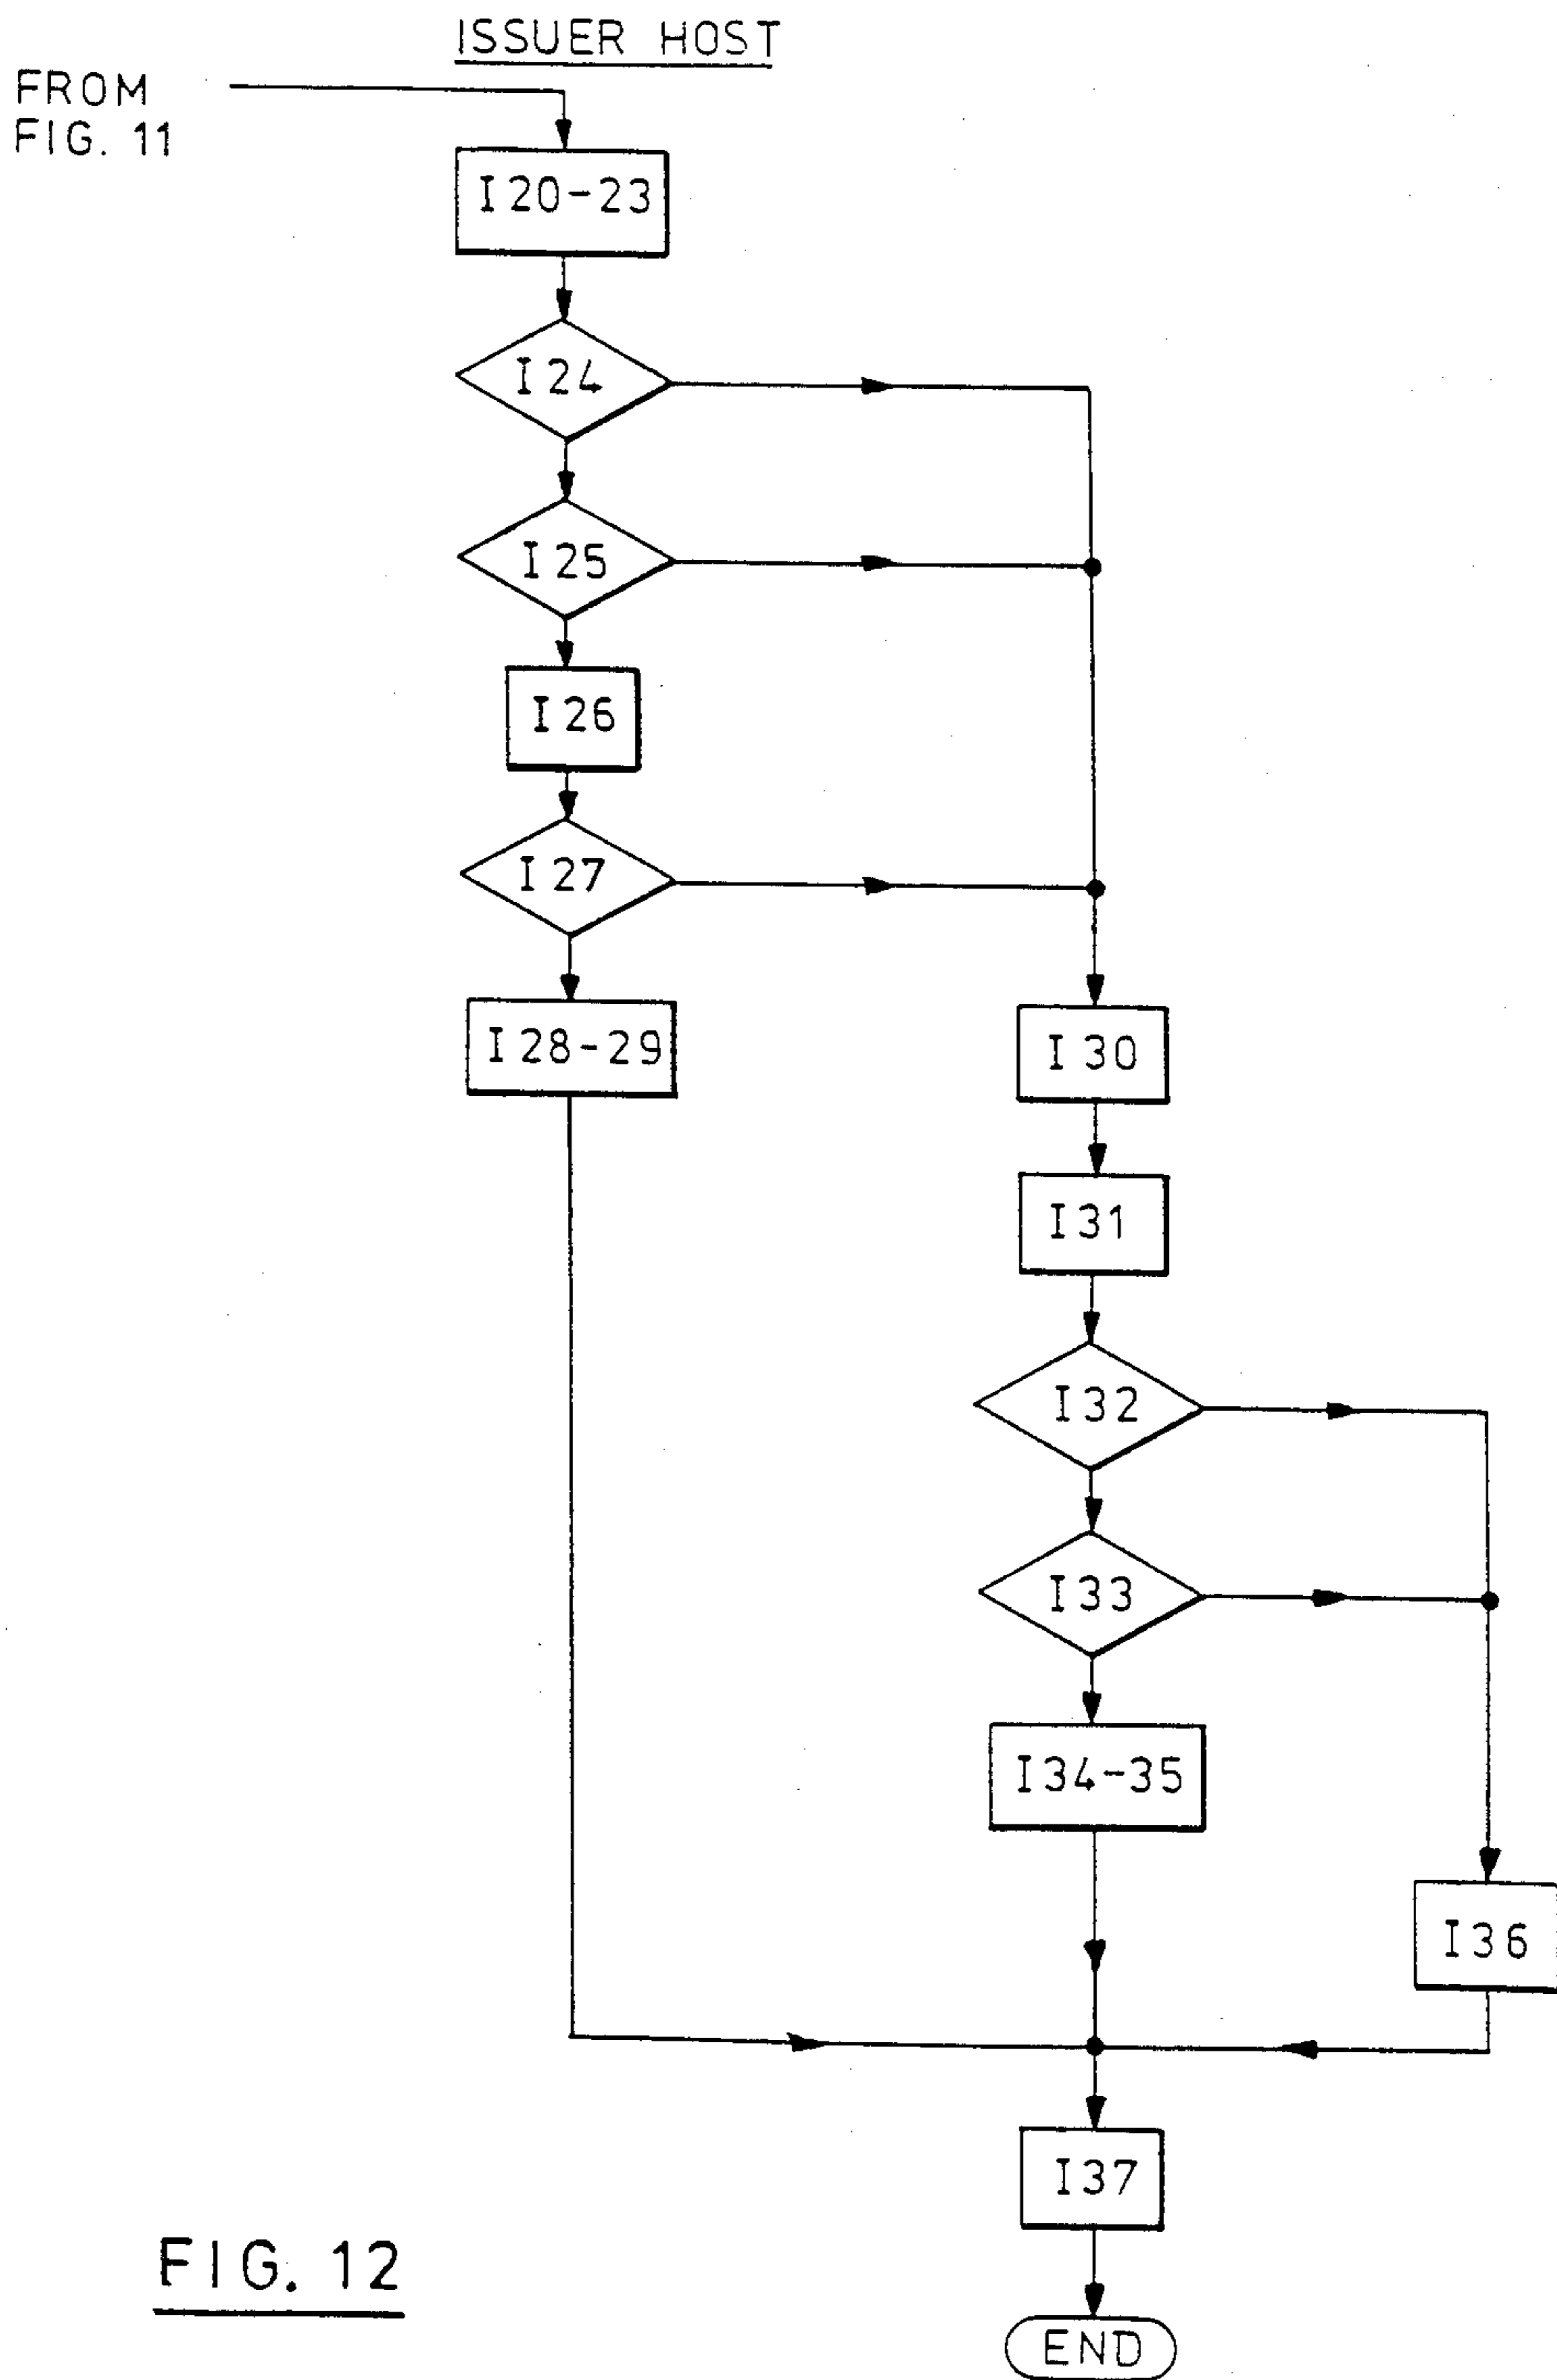 ISSUER HOST
FROM
FIG. 11
I20-23
I24
I25
I26
I27
I28-29
I30
I31
I32
I33
I34-35
I36
I37
FIG. 12
END